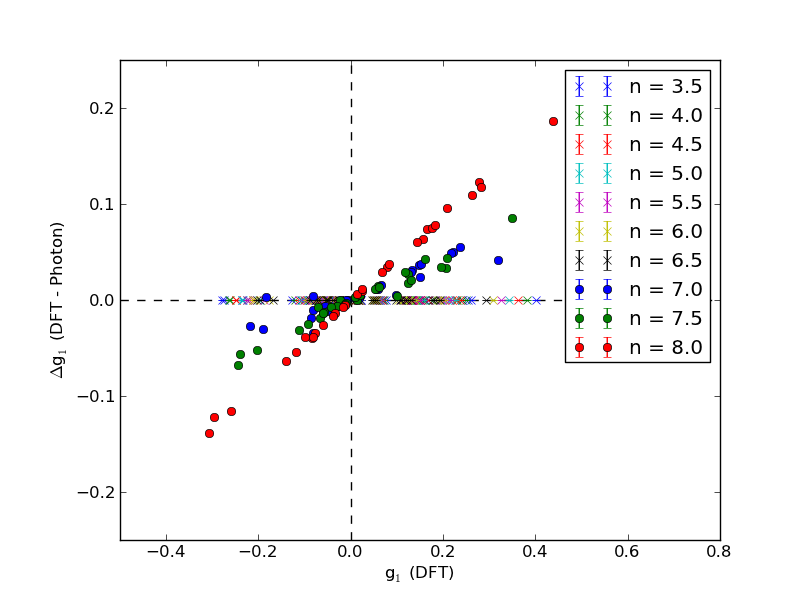 0.2
0.1
0.0
−0.1
−0.2
−0.4
−0.2
0.0
0.2
0.4
0.6
0.8
g₁ (DFT)
Δg₁ (DFT - Photon)
n = 3.5
n = 4.0
n = 4.5
n = 5.0
n = 5.5
n = 6.0
n = 6.5
n = 7.0
n = 7.5
n = 8.0